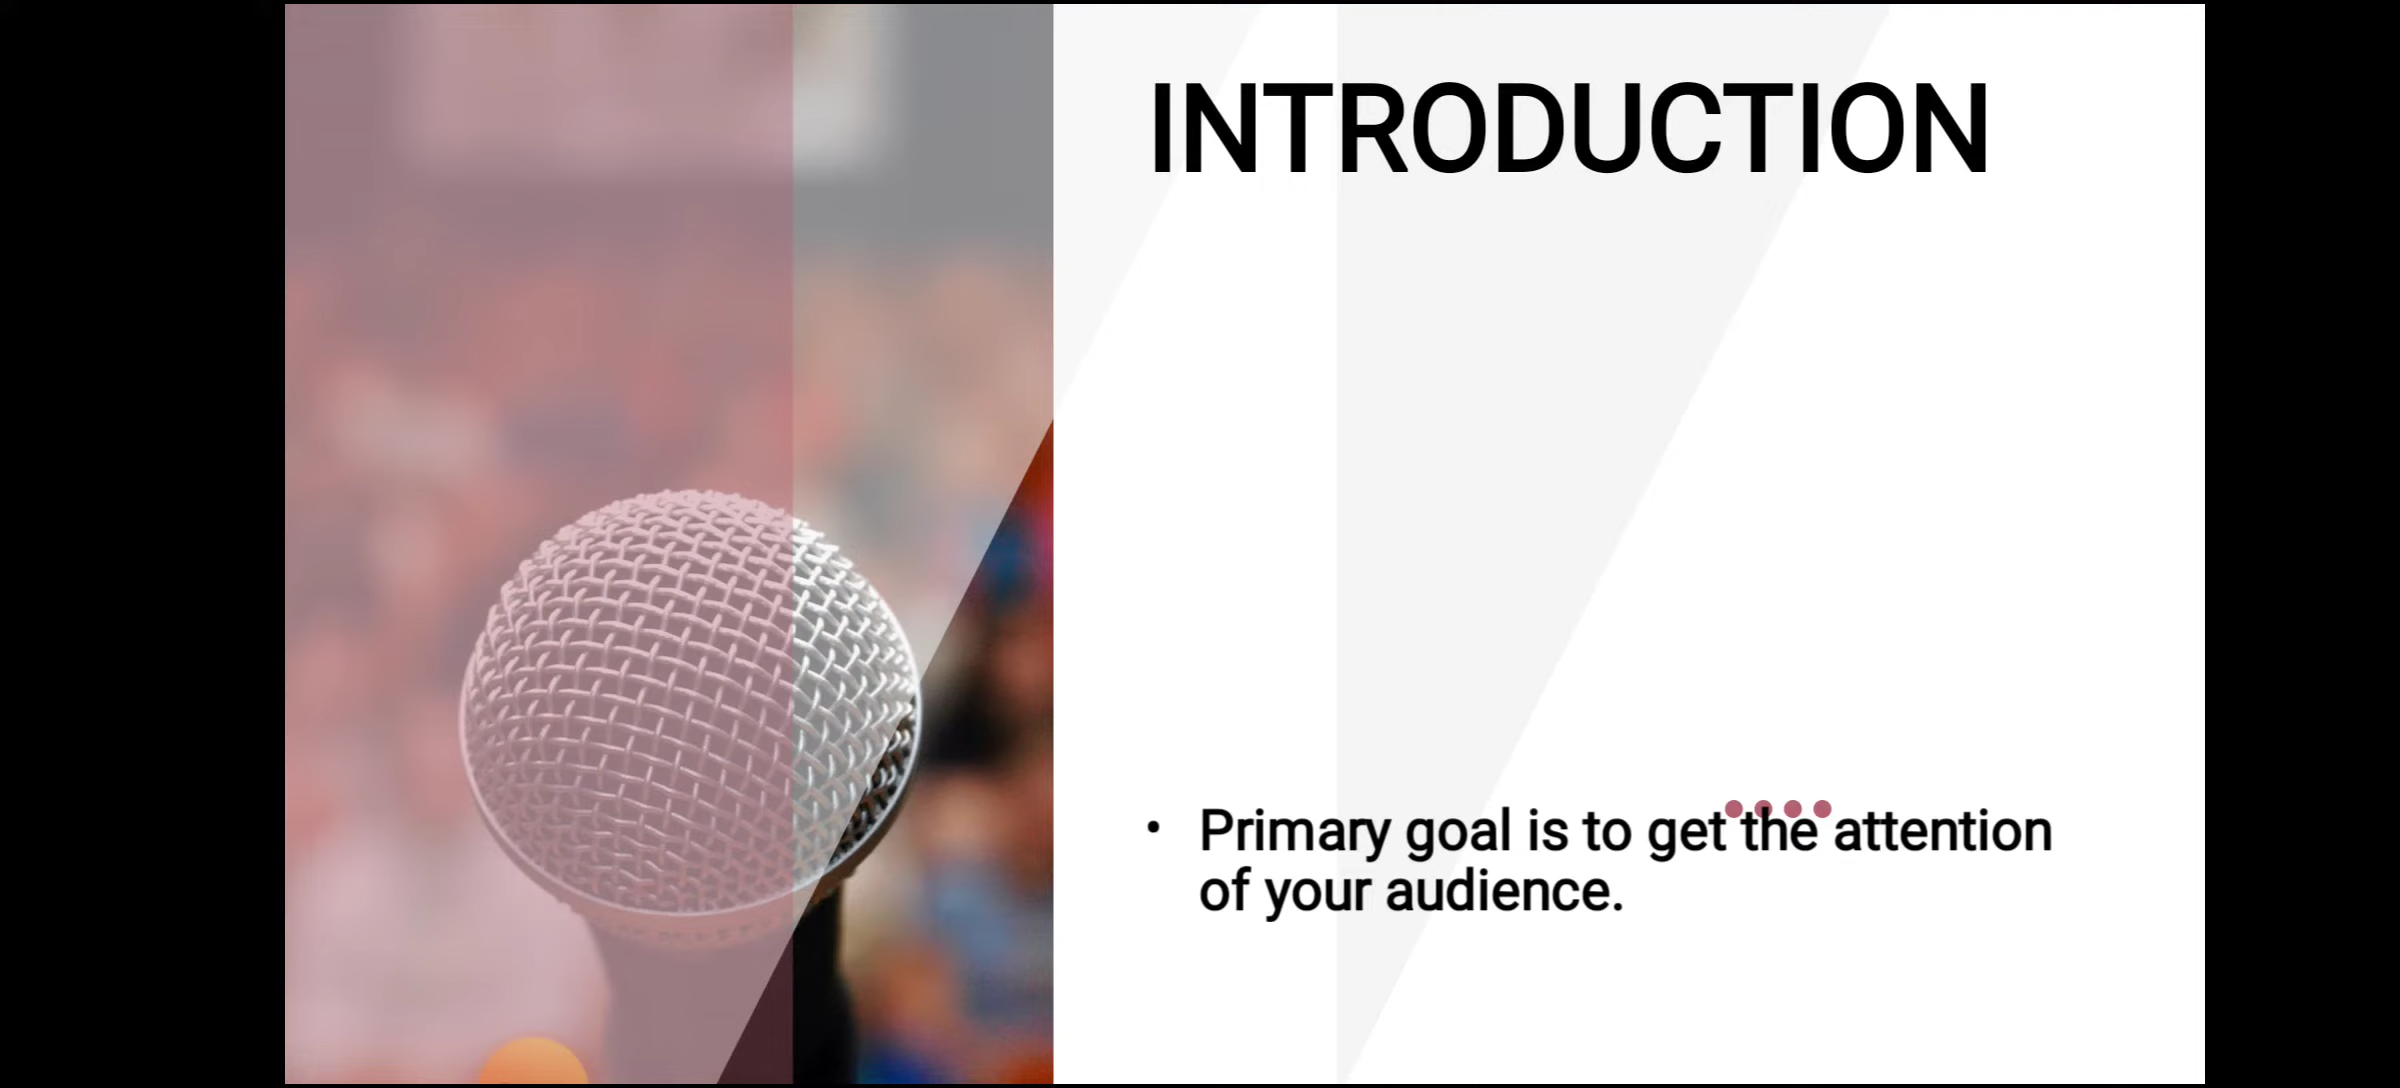 INTRODUCTION
• Primary goal is to get the attention
of your audience.